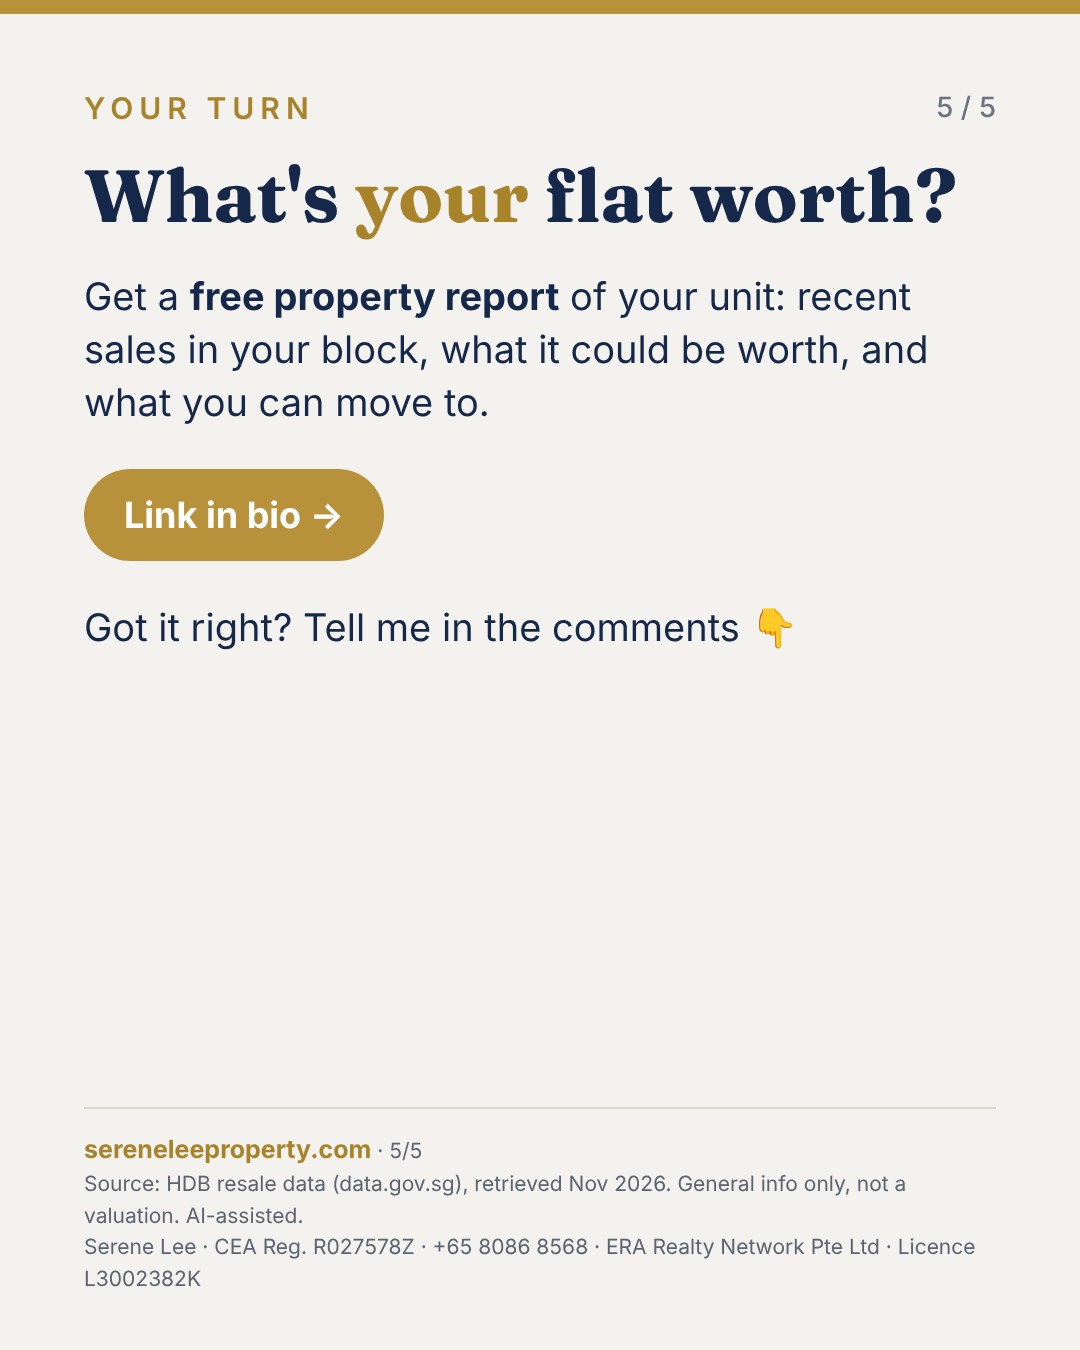 YOUR TURN
5 / 5
What's your flat worth?
Get a free property report of your unit: recent
sales in your block, what it could be worth, and
what you can move to.
Link in bio →
Got it right? Tell me in the comments 👇
sereneleeproperty.com · 5/5
Source: HDB resale data (data.gov.sg), retrieved Nov 2026. General info only, not a
valuation. AI-assisted.
Serene Lee · CEA Reg. R027578Z · +65 8086 8568 · ERA Realty Network Pte Ltd · Licence
L3002382K